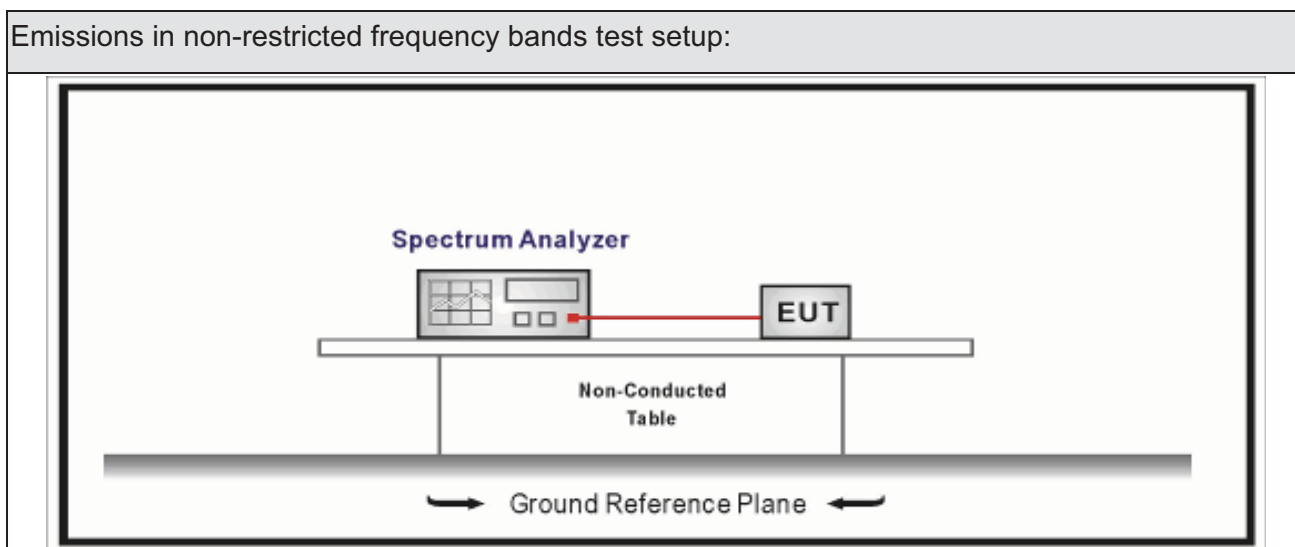 Emissions in non-restricted frequency bands test setup:
Spectrum Analyzer
EUT
Non-Conducted
Table
Ground Reference Plane